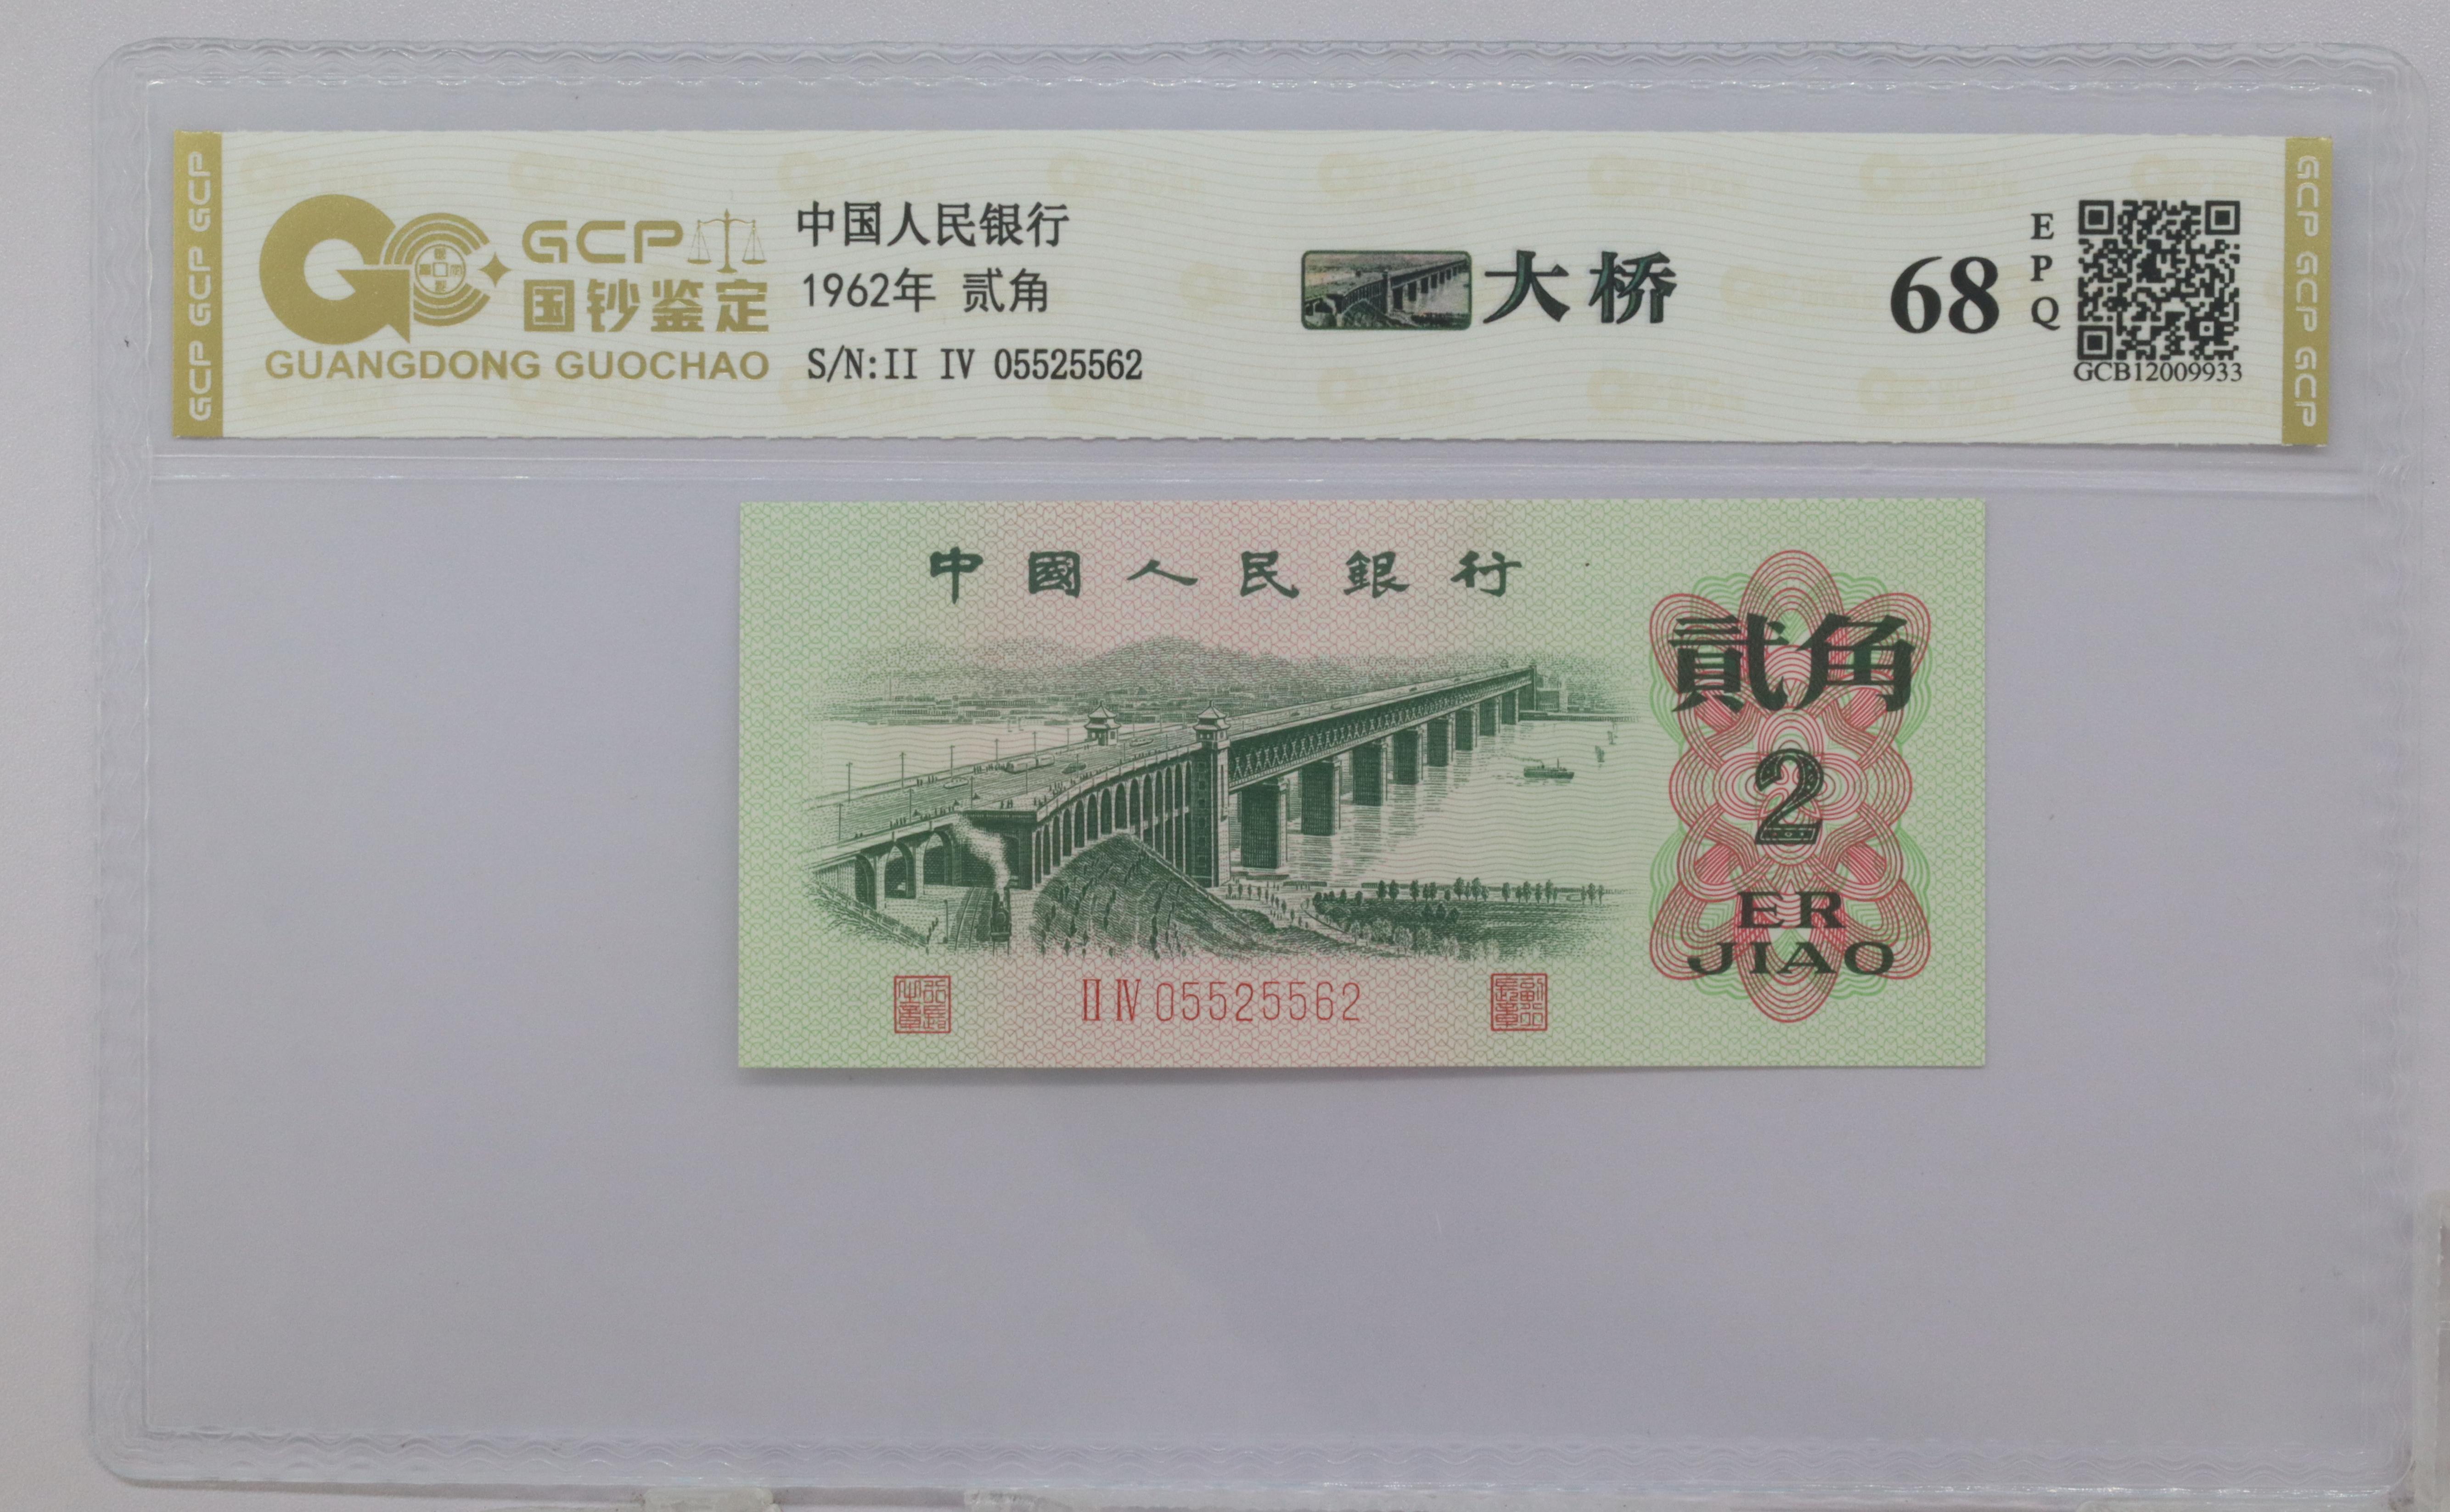 GCP GCP GCP
GCP
国钞鉴定
GUANGDONG GUOCHAO
中国人民银行
1962年 贰角
S/N:II IV 05525562
大桥
68
EPQ
GCB12009933
GCP GCP GCP
中國人民銀行
貳角
2
ER
JIAO
II IV 05525562